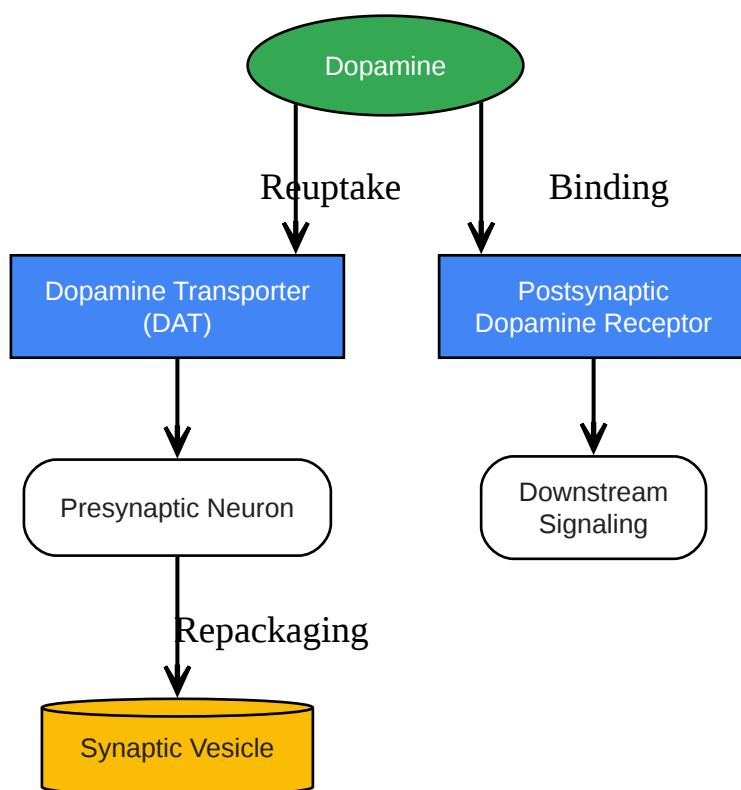 Dopamine
Reuptake
Binding
Dopamine Transporter
(DAT)
Postsynaptic
Dopamine Receptor
Presynaptic Neuron
Downstream
Signaling
Repackaging
Synaptic Vesicle